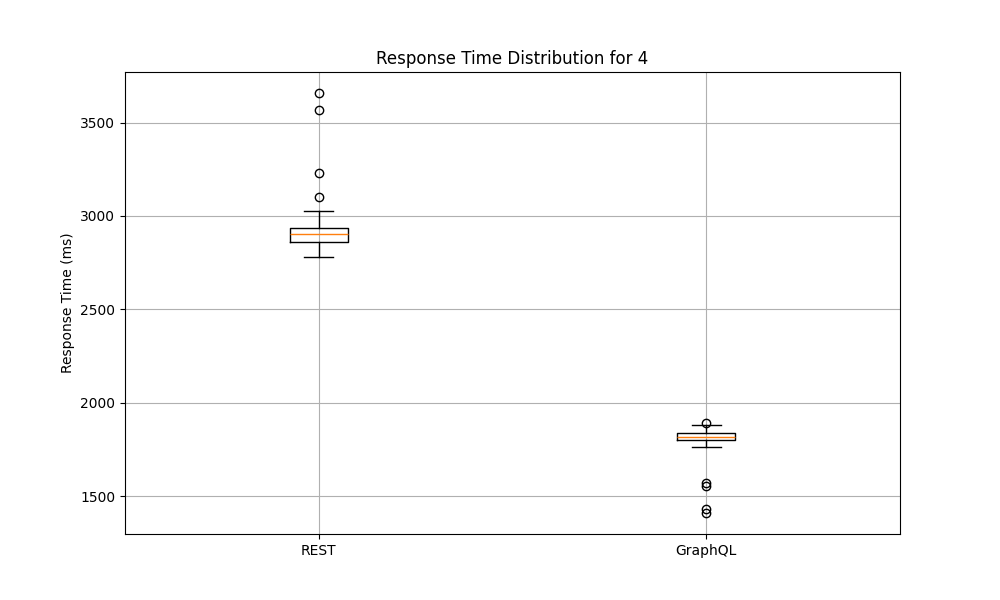 Response Time Distribution for 4
Response Time (ms)
3500
3000
2500
2000
1500
REST
GraphQL